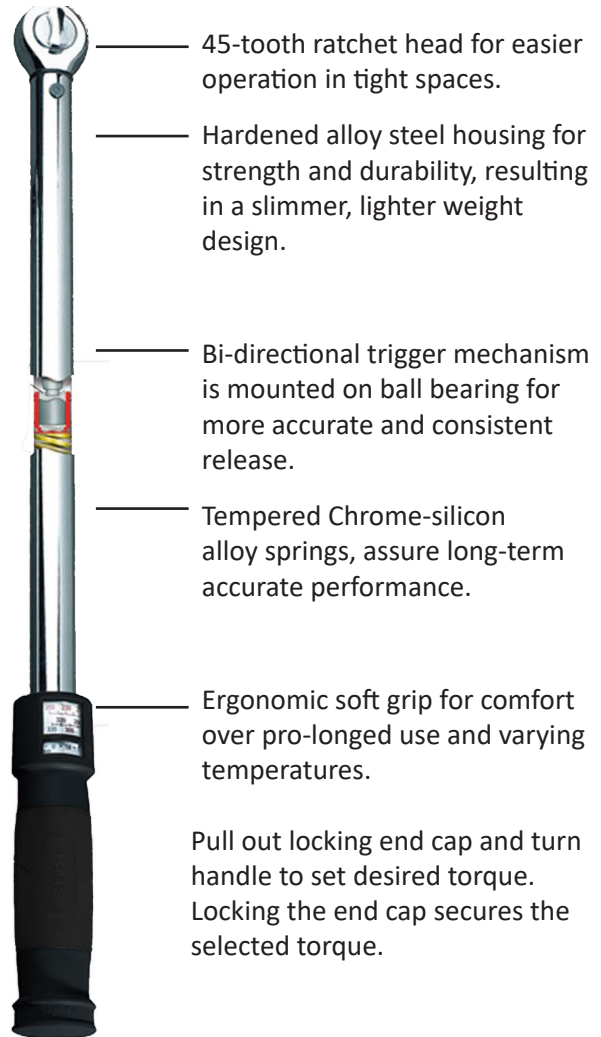 45-tooth ratchet head for easier
operation in tight spaces.
Hardened alloy steel housing for
strength and durability, resulting
in a slimmer, lighter weight
design.
Bi-directional trigger mechanism
is mounted on ball bearing for
more accurate and consistent
release.
Tempered Chrome-silicon
alloy springs, assure long-term
accurate performance.
Ergonomic soft grip for comfort
over pro-longed use and varying
temperatures.
Pull out locking end cap and turn
handle to set desired torque.
Locking the end cap secures the
selected torque.